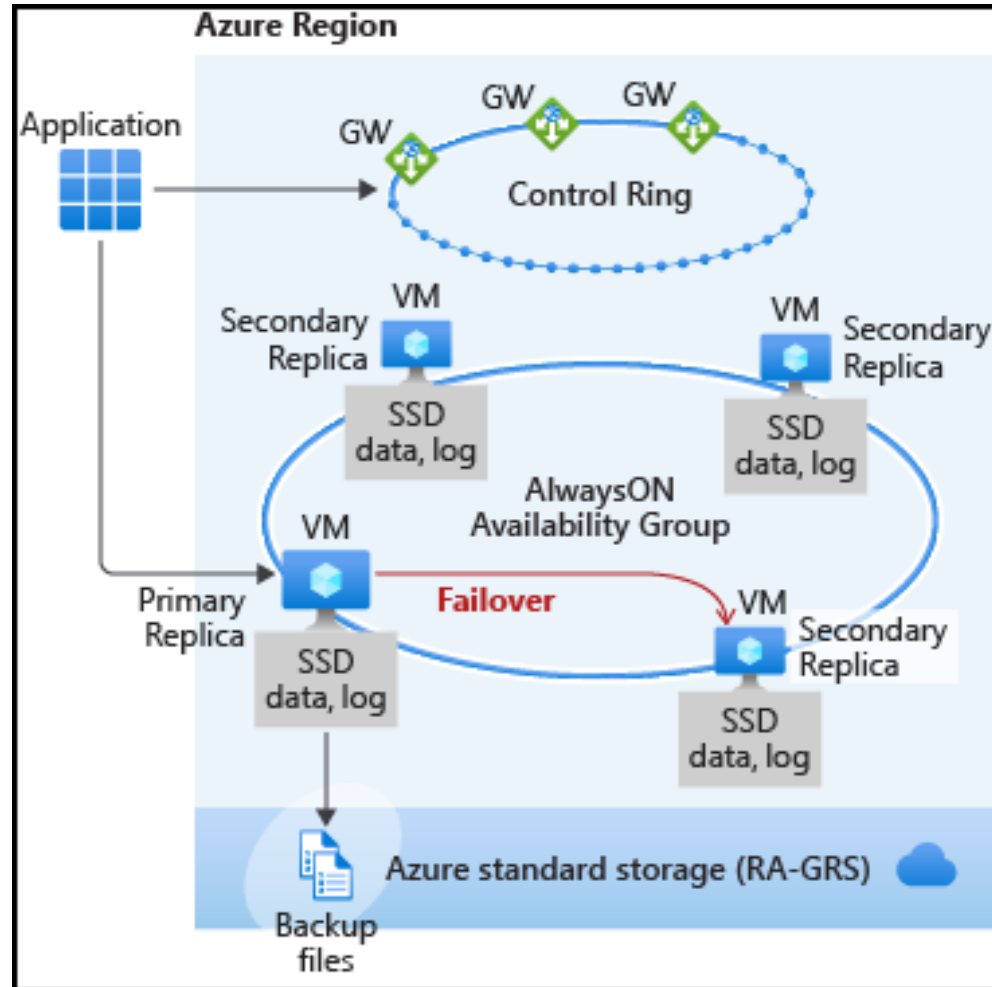 Azure Region
Application
GW
GW
GW
Control Ring
VM
Secondary
Replica
SSD
data, log
VM
Secondary
Replica
SSD
data, log
AlwaysON
Availability Group
VM
Primary
Replica
SSD
data, log
Failover
VM
Secondary
Replica
SSD
data, log
Azure standard storage (RA-GRS)
Backup
files